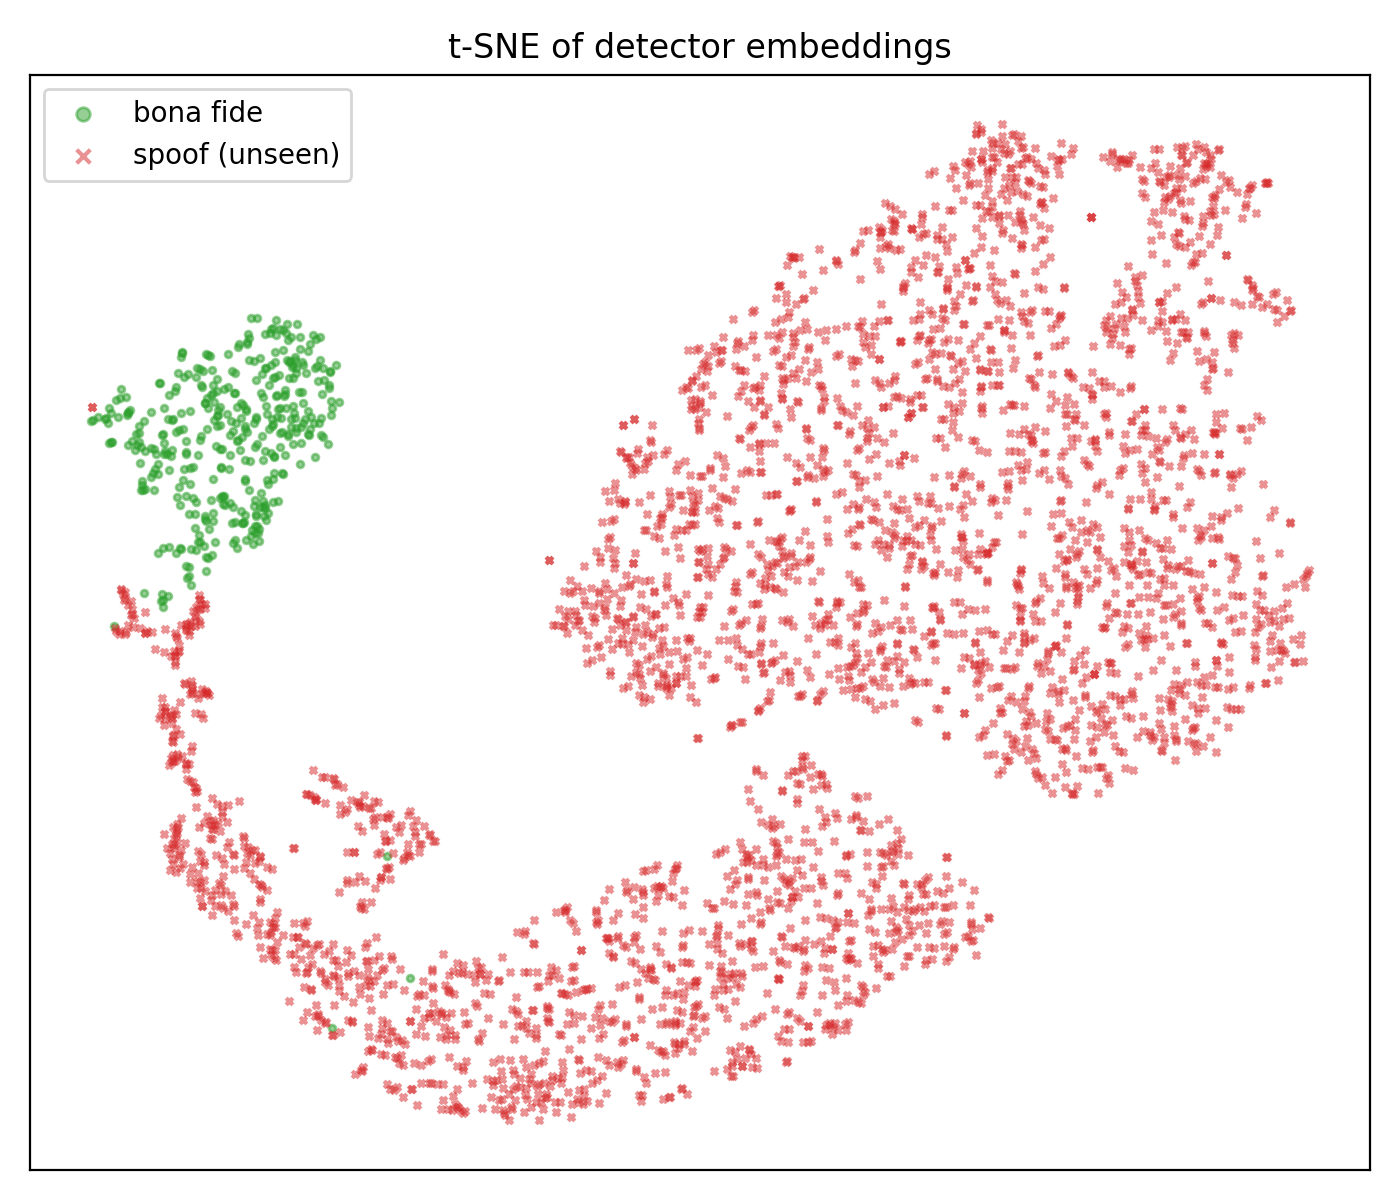 t-SNE of detector embeddings
bona fide
spoof (unseen)